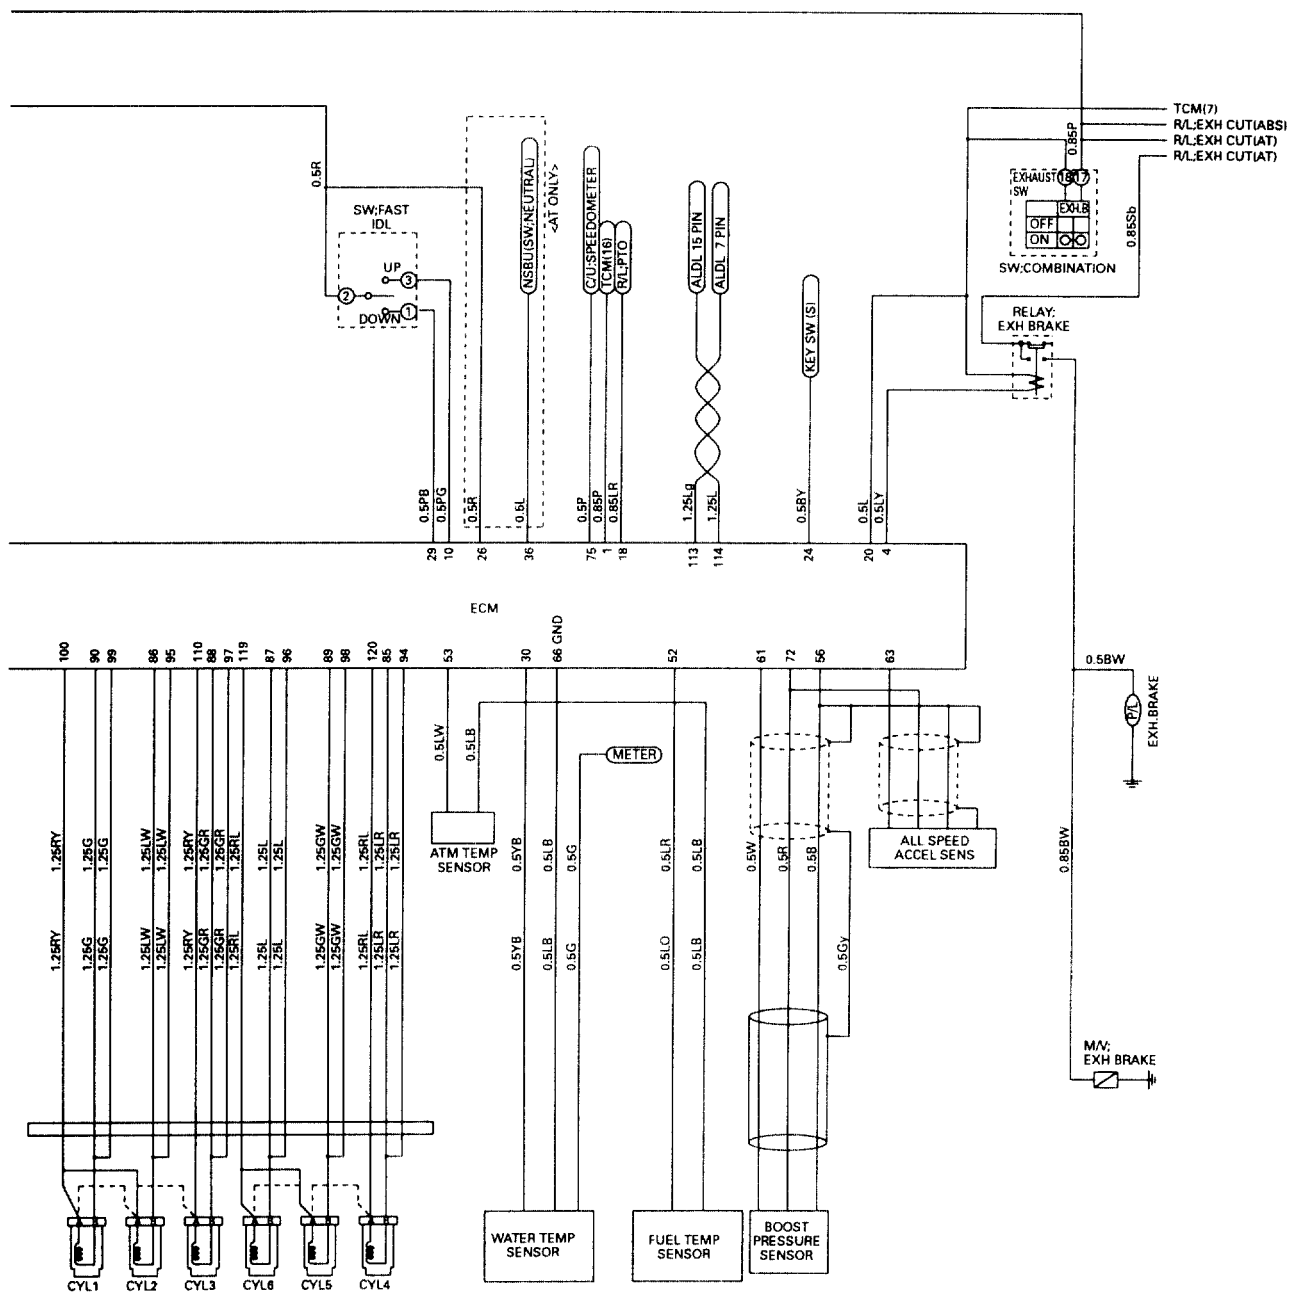 TCM(7)
R/L;EXH CUT(ABS)
R/L;EXH CUT(AT)
R/L;EXH CUT(AT)
0.85P
0.85Sb
EXHAUST SW
18 17
EXH.B
OFF
ON
SW;COMBINATION
RELAY;
EXH BRAKE
0.5R
SW;FAST
IDL
UP
3
2
DOWN
1
NSBU(SW;NEUTRAL)
<AT ONLY>
C/U;SPEEDOMETER
TCM(16)
R/L;PTO
ALDL 15 PIN
ALDL 7 PIN
KEY SW (S)
0.5PB
0.5PG
0.5R
0.5L
0.5P
0.85P
0.85LR
1.25Lg
1.25L
0.5BY
0.5L
0.5LY
29 10 26 36 75 1 18 113 114 24 20 4
ECM
100 90 99 86 95 110 88 97 119 87 96 89 98 120 85 94 53 30 66 GND 52 61 72 56 63
0.5BW
P/L
EXH.BRAKE
0.5LW
0.5LB
METER
ATM TEMP
SENSOR
ALL SPEED
ACCEL SENS
1.25RY 1.25G 1.25G 1.25LW 1.25LW 1.25RY 1.25GR 1.25GR 1.25RL 1.25L 1.25L 1.25GW 1.25GW 1.25RL 1.25LR 1.25LR
0.5YB 0.5LB 0.5G 0.5LR 0.5LB 0.5W 0.5R 0.5B
0.85BW
1.25RY 1.25G 1.25G 1.25LW 1.25LW 1.25RY 1.25GR 1.25GR 1.25RL 1.25L 1.25L 1.25GW 1.25GW 1.25RL 1.25LR 1.25LR
0.5YB 0.5LB 0.5G 0.5LO 0.5LB 0.5Gy
M/V;
EXH BRAKE
WATER TEMP
SENSOR
FUEL TEMP
SENSOR
BOOST
PRESSURE
SENSOR
CYL1 CYL2 CYL3 CYL6 CYL5 CYL4